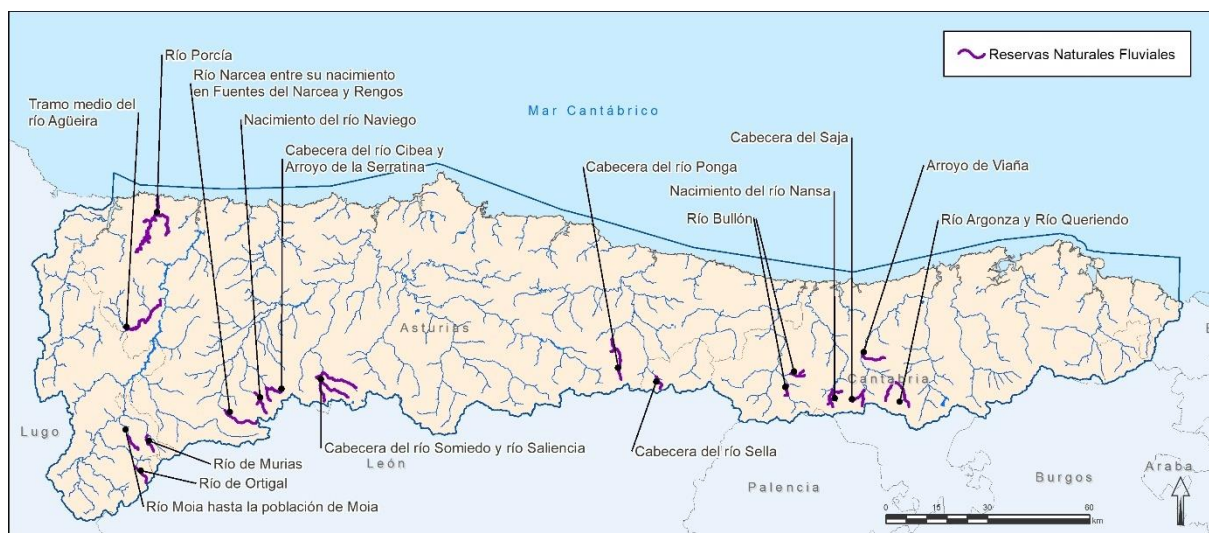 Río Porcía
Río Narcea entre su nacimiento
en Fuentes del Narcea y Rengos
Tramo medio del
río Agüeira
Nacimiento del río Naviego
Cabecera del río Cibea y
Arroyo de la Serratina
Mar Cantábrico
Reservas Naturales Fluviales
Cabecera del Saja
Cabecera del río Ponga
Arroyo de Viaña
Nacimiento del río Nansa
Río Bullón
Río Argonza y Río Queriendo
Asturias
Cantabria
Lugo
Río de Murias
Río de Ortigal
Río Moia hasta la población de Moia
Cabecera del río Somiedo y río Saliencia
León
Cabecera del río Sella
Palencia
Burgos
Araba
0 15 30 60
km